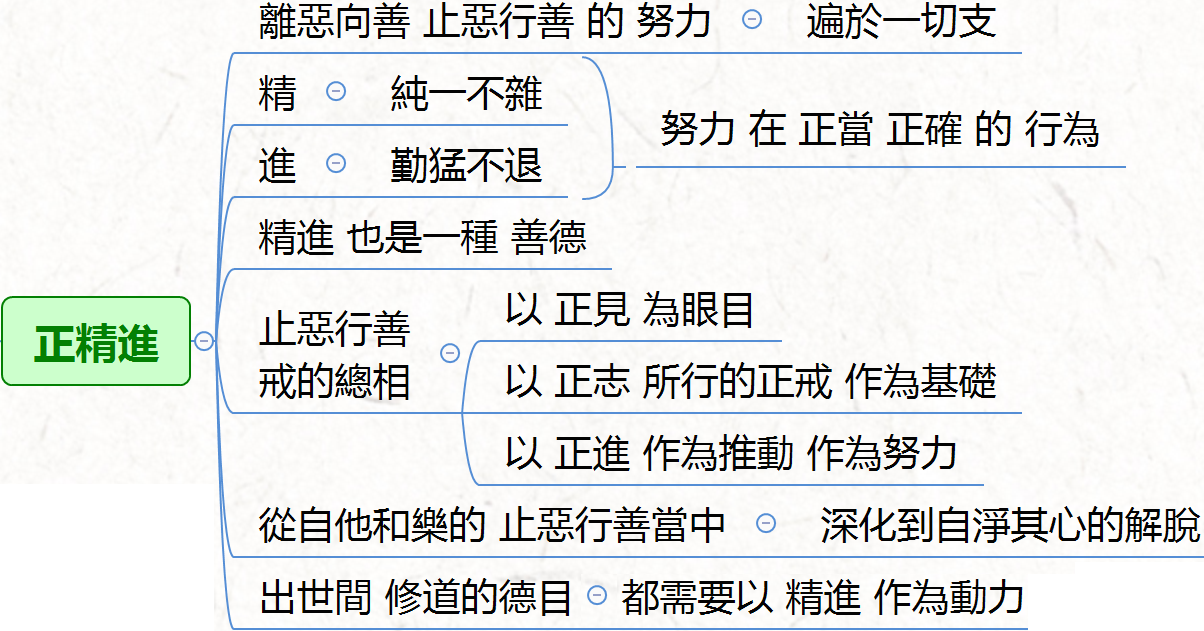 離惡向善 止惡行善 的 努力 遍於一切支
精 純一不雜
努力 在 正當 正確 的 行為
進 勤猛不退
精進 也是一種 善德
正精進
止惡行善
戒的總相
以 正見 為眼目
以 正志 所行的正戒 作為基礎
以 正進 作為推動 作為努力
從自他和樂的 止惡行善當中 深化到自淨其心的解脫
出世間 修道的德目 都需要以 精進 作為動力